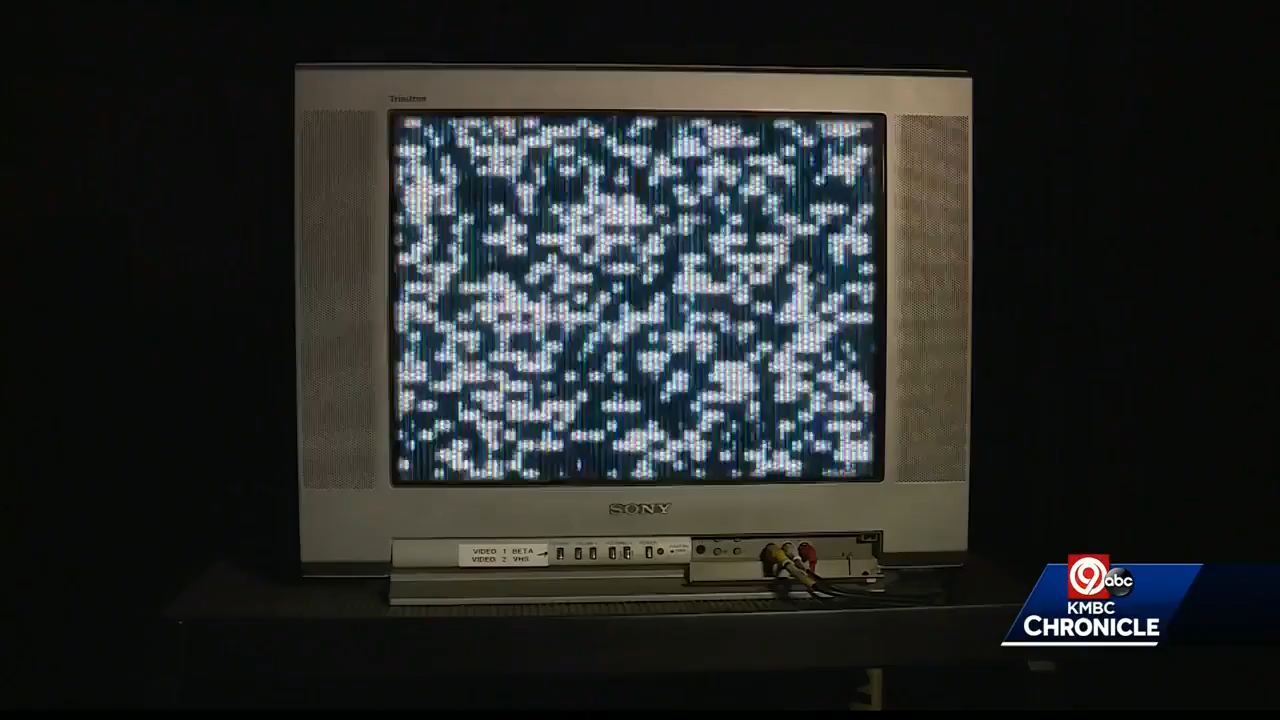 Trinitron
SONY
VIDEO 1 BETA
VIDEO 2 VHS
9 abc
KMBC
CHRONICLE